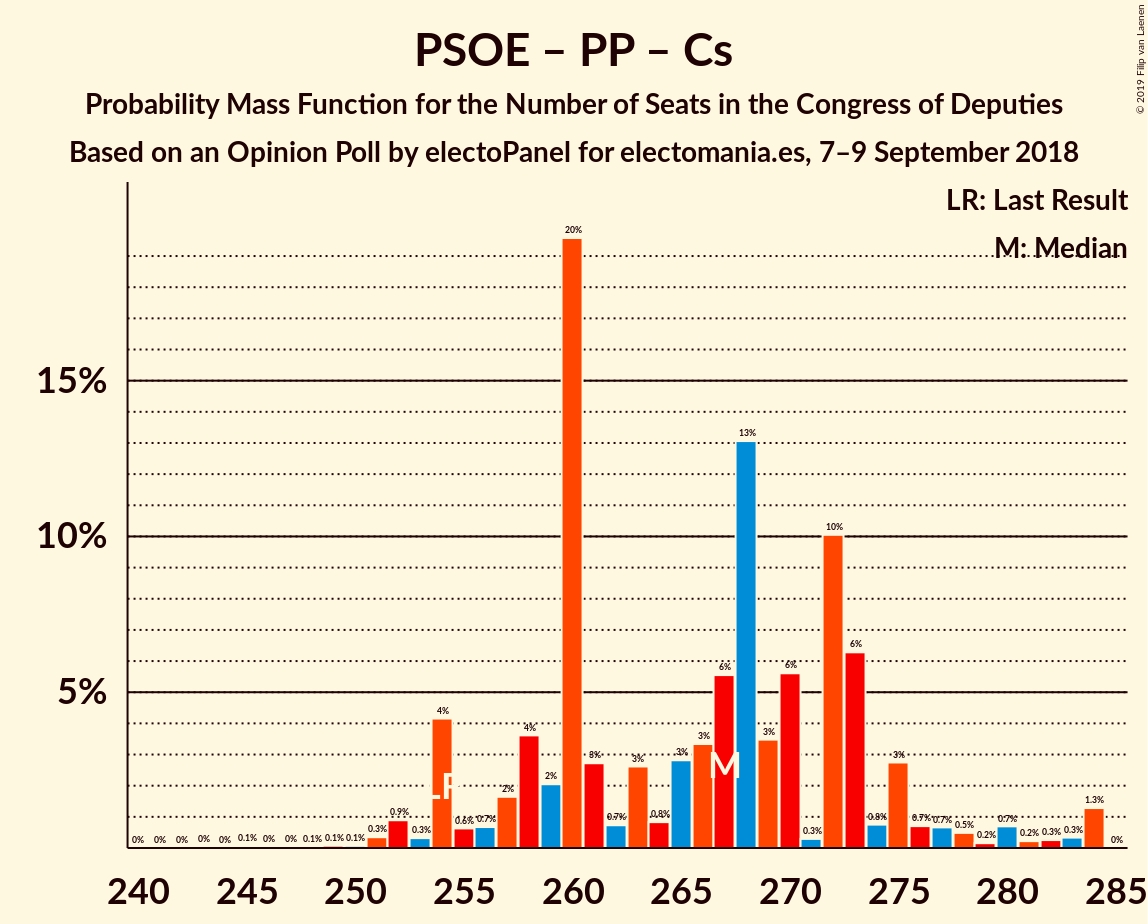 PSOE – PP – Cs
Probability Mass Function for the Number of Seats in the Congress of Deputies
Based on an Opinion Poll by electoPanel for electomania.es, 7–9 September 2018
© 2019 Filip van Laenen
LR: Last Result
M: Median
15%
10%
5%
0% 0% 0% 0% 0% 0.1% 0% 0% 0.1% 0.1% 0.1% 0.3% 0.9% 0.3% 4% 0.6% 0.7% 2% 4% 2% 20% 3% 0.7% 3% 0.8% 3% 3% 6% 13% 3% 6% 0.3% 10% 6% 0.8% 3% 0.7% 0.7% 0.5% 0.2% 0.7% 0.2% 0.3% 0.3% 1.3% 0%
LR
M
240 245 250 255 260 265 270 275 280 285